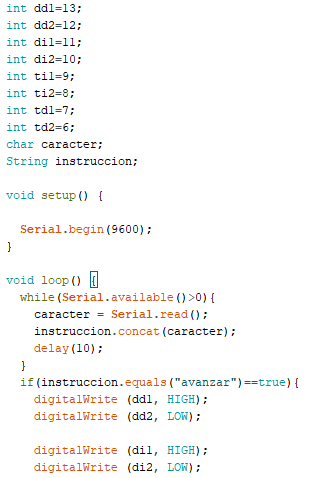 int dd1=13;
int dd2=12;
int di1=11;
int di2=10;
int ti1=9;
int ti2=8;
int td1=7;
int td2=6;
char caracter;
String instruccion;
void setup() {
Serial.begin(9600);
}
void loop() {
while(Serial.available()>0){
caracter = Serial.read();
instruccion.concat(caracter);
delay(10);
}
if(instruccion.equals("avanzar")==true){
digitalWrite (dd1, HIGH);
digitalWrite (dd2, LOW);
digitalWrite (di1, HIGH);
digitalWrite (di2, LOW);